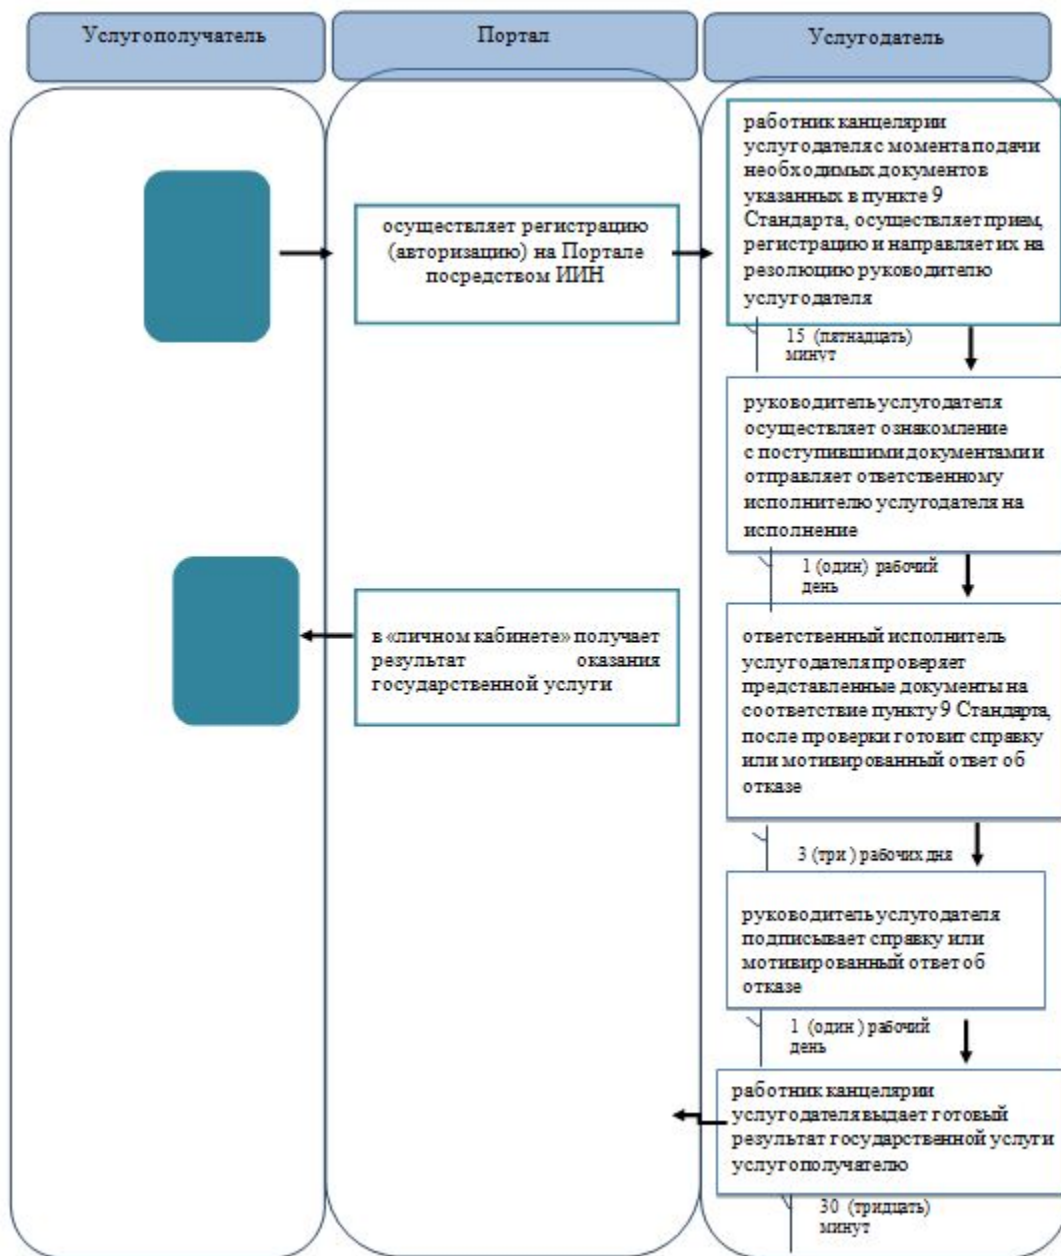 Услугополучатель
Портал
Услугодатель
осуществляет регистрацию
(авторизацию) на Портале
посредством ИИН
в «личном кабинете» получает
результат оказания
государственной услуги
работник канцелярии
услугодателя с момента подачи
необходимых документов
указанных в пункте 9
Стандарта, осуществляет прием,
регистрацию и направляет их на
резолюцию руководителю
услугодателя
15 (пятнадцать)
минут
руководитель услугодателя
осуществляет ознакомление
с поступившими документами и
отправляет ответственному
исполнителю услугодателя на
исполнение
1 (один) рабочий
день
ответственный исполнитель
услугодателя проверяет
представленные документы на
соответствие пункту 9 Стандарта,
после проверки готовит справку
или мотивированный ответ об
отказе
3 (три ) рабочих дня
руководитель услугодателя
подписывает справку или
мотивированный ответ об
отказе
1 (один ) рабочий
день
работник канцелярии
услугодателя выдает готовый
результат государственной услуги
услугополучателю
30 (тридцать)
минут